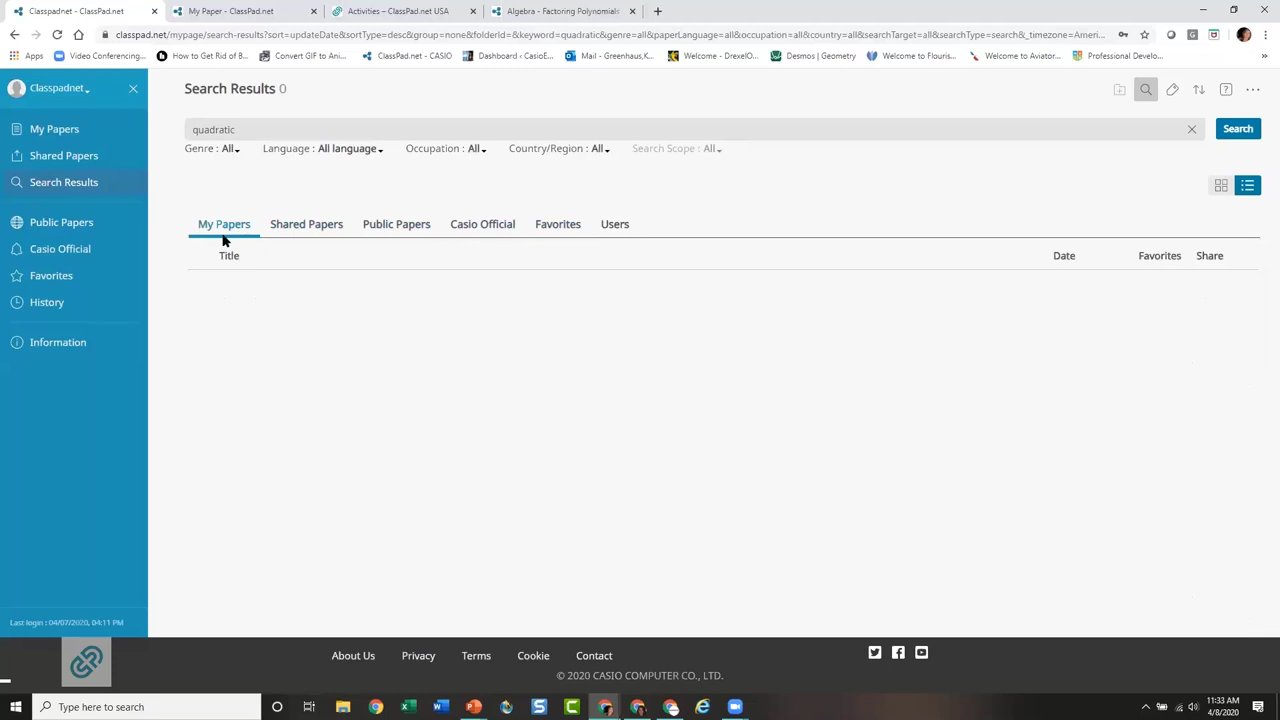 Classpadnet - ClassPad.net
My Paper - ClassPad.net
Activities – ClassPad.net USA
Algebra - Factoring Polynomials
classpad.net/mypage/search-results?sort=updateDate&sortType=desc&group=none&folderId=-&keyword=quadratic&genre=all&paperLanguage=all&occupation=all&country=all&searchTarget=all&searchType=search&_timezone=Ameri...
Apps
Video Conferencing...
How to Get Rid of B...
Convert GIF to Ani...
ClassPad.net - CASIO
Dashboard ‹ CasioE...
Mail - Greenhaus,K...
Welcome - DrexelO...
Desmos | Geometry
Welcome to Flouris...
Welcome to Aviator...
Professional Develo...
»
Classpadnet
My Papers
Shared Papers
Search Results
Public Papers
Casio Official
Favorites
History
Information
Last login : 04/07/2020, 04:11 PM
Search Results 0
quadratic
Search
Genre : All
Language : All language
Occupation : All
Country/Region : All
Search Scope : All
My Papers
Shared Papers
Public Papers
Casio Official
Favorites
Users
Title
Date
Favorites
Share
About Us
Privacy
Terms
Cookie
Contact
© 2020 CASIO COMPUTER CO., LTD.
Type here to search
11:33 AM
4/8/2020